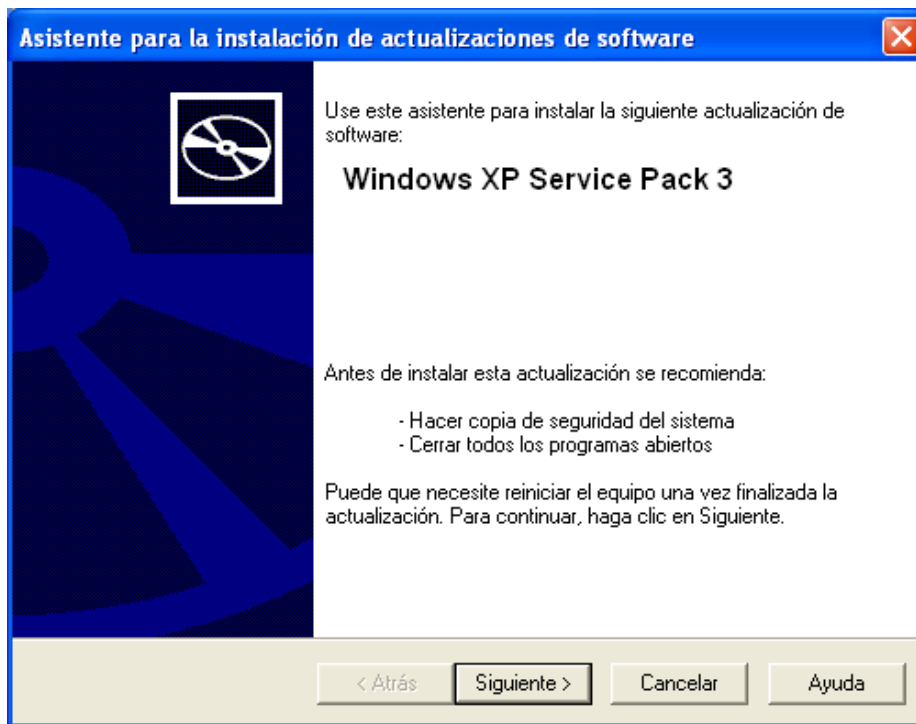 Asistente para la instalación de actualizaciones de software
Use este asistente para instalar la siguiente actualización de
software:
Windows XP Service Pack 3
Antes de instalar esta actualización se recomienda:
- Hacer copia de seguridad del sistema
- Cerrar todos los programas abiertos
Puede que necesite reiniciar el equipo una vez finalizada la
actualización. Para continuar, haga clic en Siguiente.
< Atrás Siguiente > Cancelar Ayuda